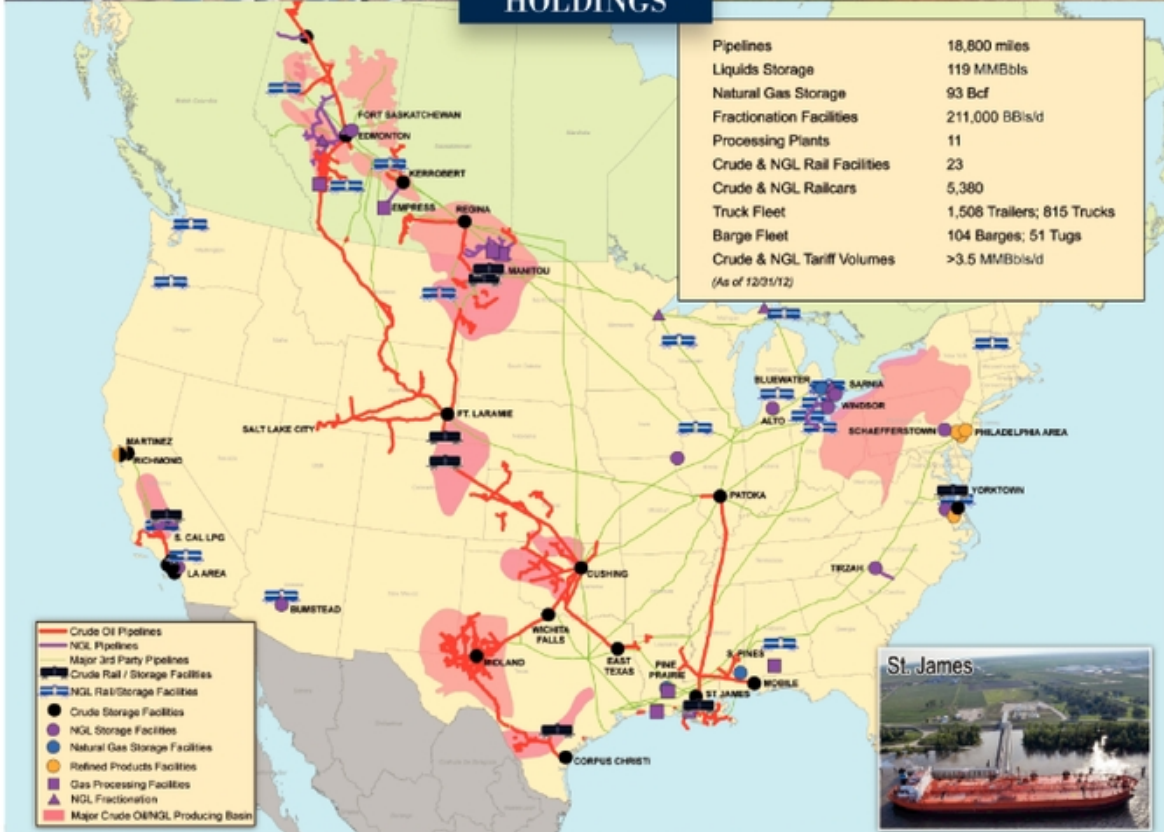 HOLDINGS
Pipelines 18,800 miles
Liquids Storage 119 MMBbls
Natural Gas Storage 93 Bcf
Fractionation Facilities 211,000 BBls/d
Processing Plants 11
Crude & NGL Rail Facilities 23
Crude & NGL Railcars 5,380
Truck Fleet 1,508 Trailers; 815 Trucks
Barge Fleet 104 Barges; 51 Tugs
Crude & NGL Tariff Volumes >3.5 MMBbls/d
(As of 12/31/12)
FORT SASKATCHEWAN
EDMONTON
KERROBERT
EMPRESS
REGINA
MANITOU
FT. LARAMIE
SALT LAKE CITY
BLUEWATER
SARNIA
ALTO
WINDSOR
SCHAEFFERSTOWN
PHILADELPHIA AREA
MARTINEZ
RICHMOND
PATOKA
YORKTOWN
S. CAL LPG
LA AREA
CUSHING
TIRZAH
BUMSTEAD
WICHITA
FALLS
MIDLAND
EAST
TEXAS
PINE
PRAIRIE
S. PINES
MOBILE
ST JAMES
CORPUS CHRISTI
Crude Oil Pipelines
NGL Pipelines
Major 3rd Party Pipelines
Crude Rail / Storage Facilities
NGL Rail/Storage Facilities
Crude Storage Facilities
NGL Storage Facilities
Natural Gas Storage Facilities
Refined Products Facilities
Gas Processing Facilities
NGL Fractionation
Major Crude Oil/NGL Producing Basin
St. James